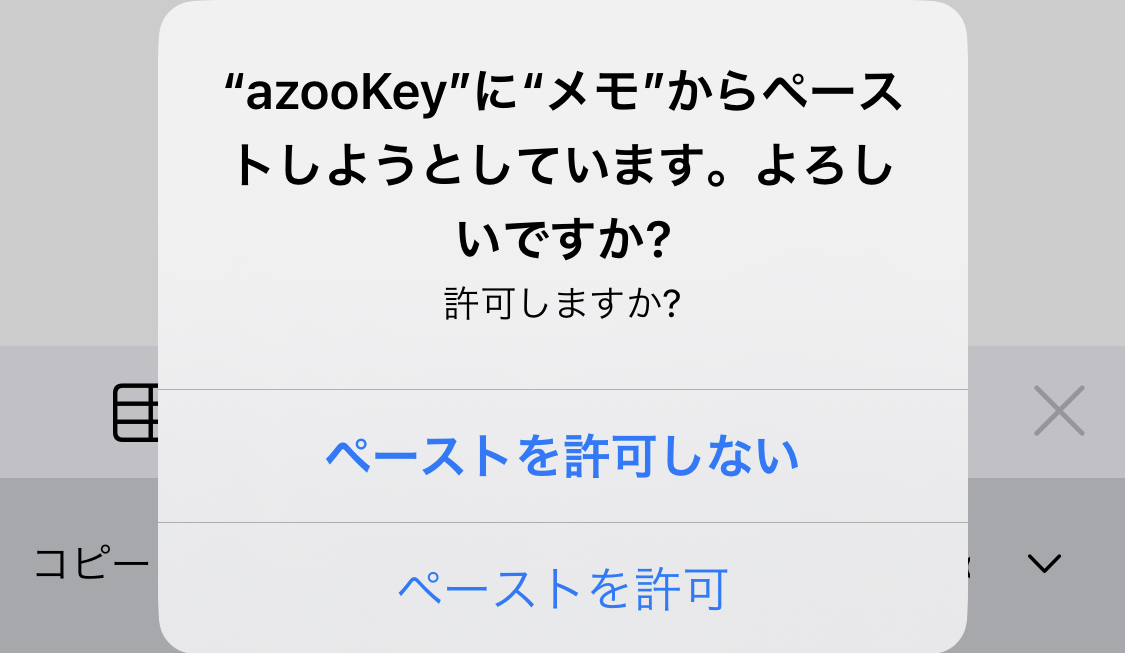 “azooKey”に“メモ”からペース
トしようとしています。よろし
いですか?
許可しますか?
ペーストを許可しない
コピー
ペーストを許可